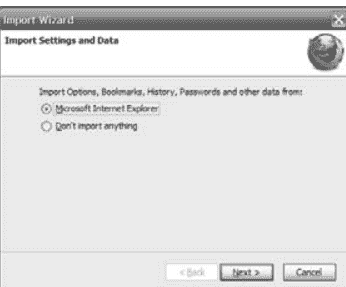 Import Wizard
Import Settings and Data
Import Options, Bookmarks, History, Passwords and other data from:
Microsoft Internet Explorer
Don't import anything
< Back Next > Cancel